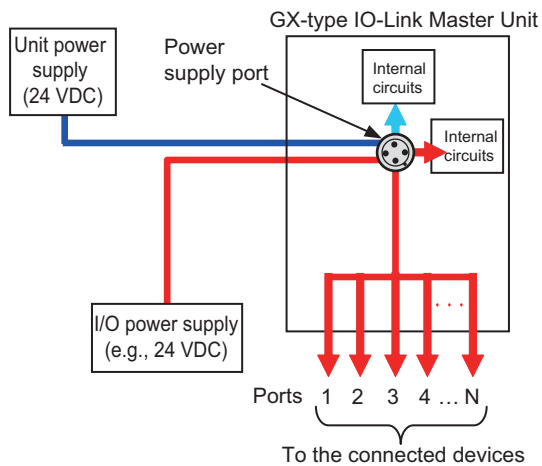 GX-type IO-Link Master Unit
Unit power
supply
(24 VDC)
Power
supply port
Internal
circuits
Internal
circuits
I/O power supply
(e.g., 24 VDC)
. . .
Ports 1 2 3 4 ... N
To the connected devices